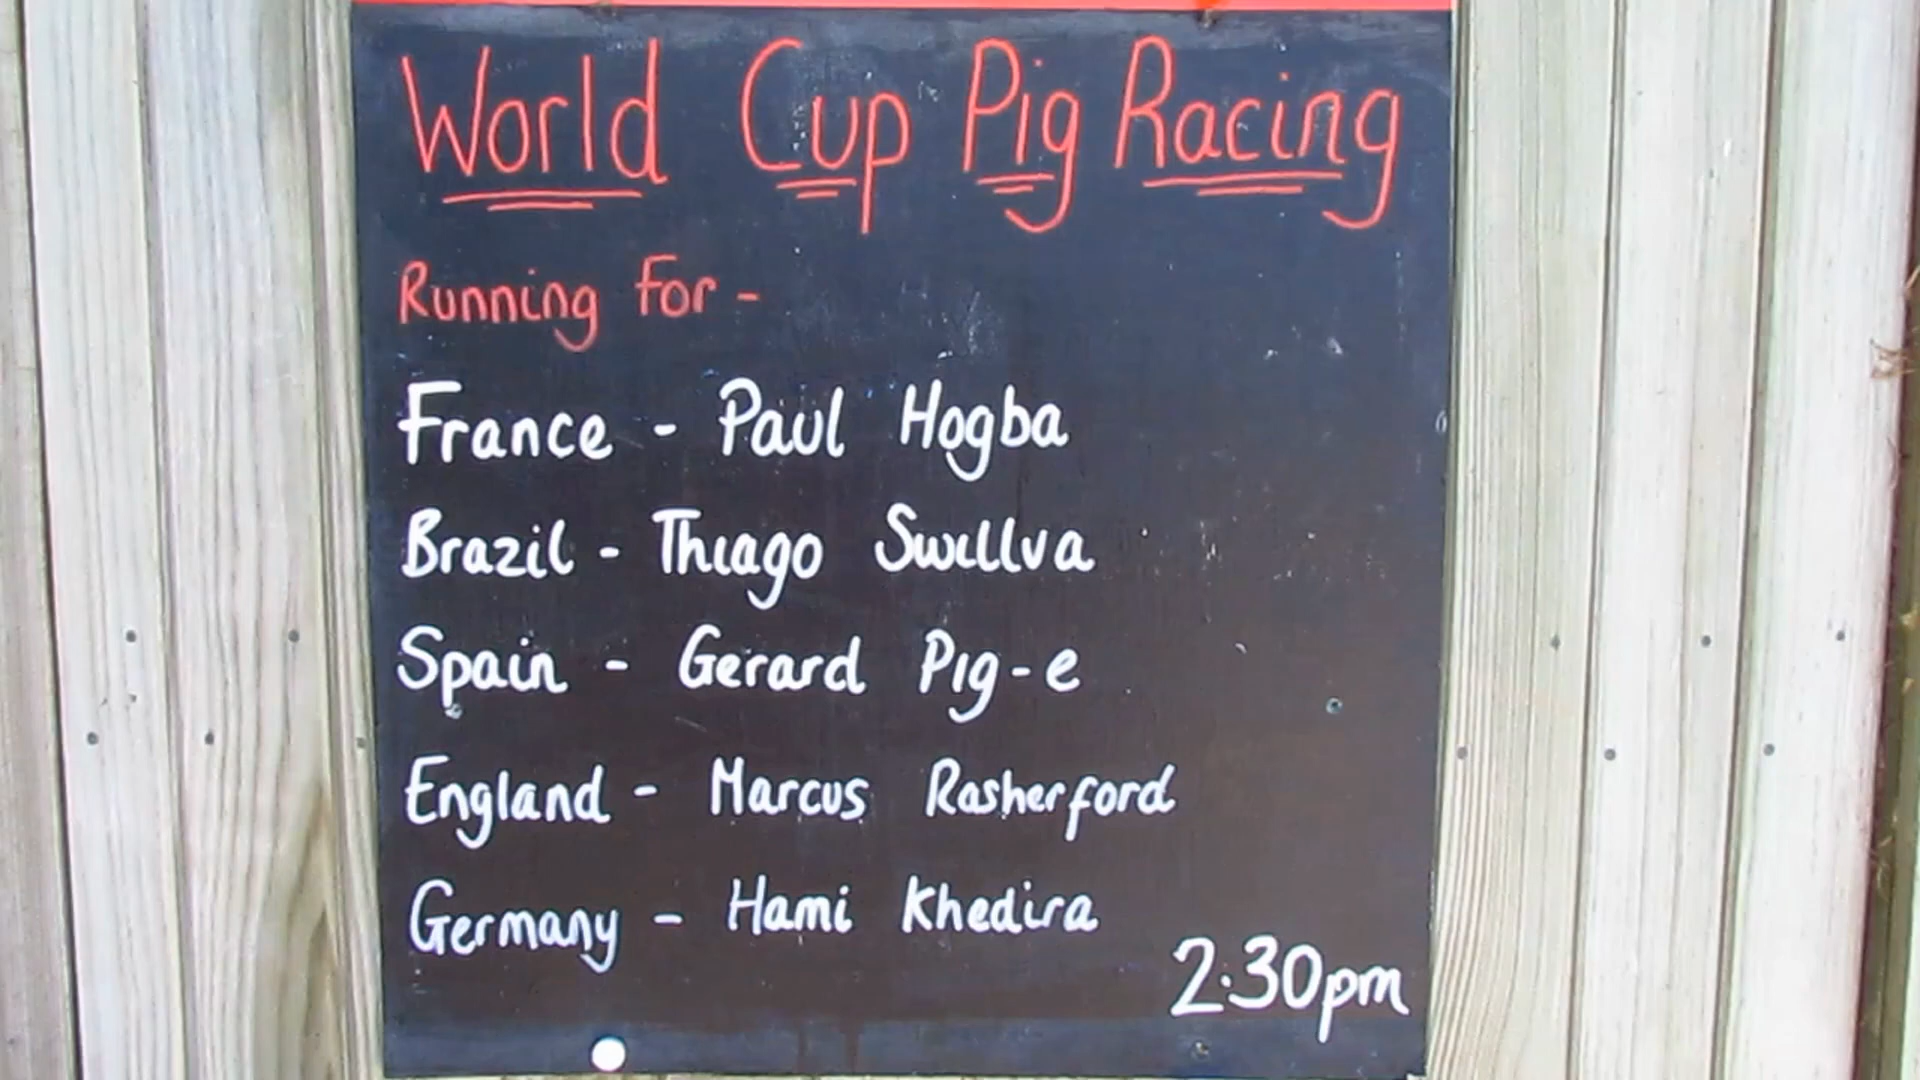 World Cup Pig Racing
Running for -
France - Paul Hogba
Brazil - Thiago Swillva
Spain - Gerard Pig-e
England - Marcus Rasherford
Germany - Hami Khedira
2.30pm